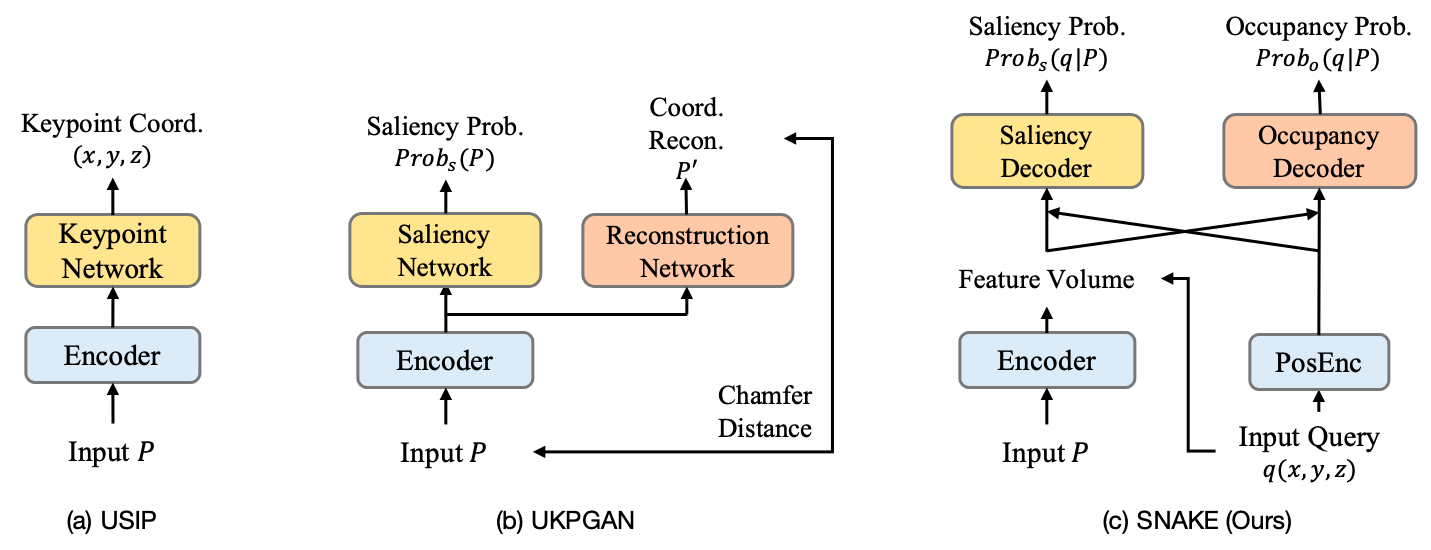 Keypoint Coord.
(x, y, z)
Keypoint
Network
Encoder
Input P
(a) USIP
Saliency Prob.
Prob_s(P)
Coord.
Recon.
P′
Saliency
Network
Reconstruction
Network
Encoder
Chamfer
Distance
Input P
(b) UKPGAN
Saliency Prob.
Prob_s(q|P)
Occupancy Prob.
Prob_o(q|P)
Saliency
Decoder
Occupancy
Decoder
Feature Volume
Encoder
PosEnc
Input P
Input Query
q(x, y, z)
(c) SNAKE (Ours)